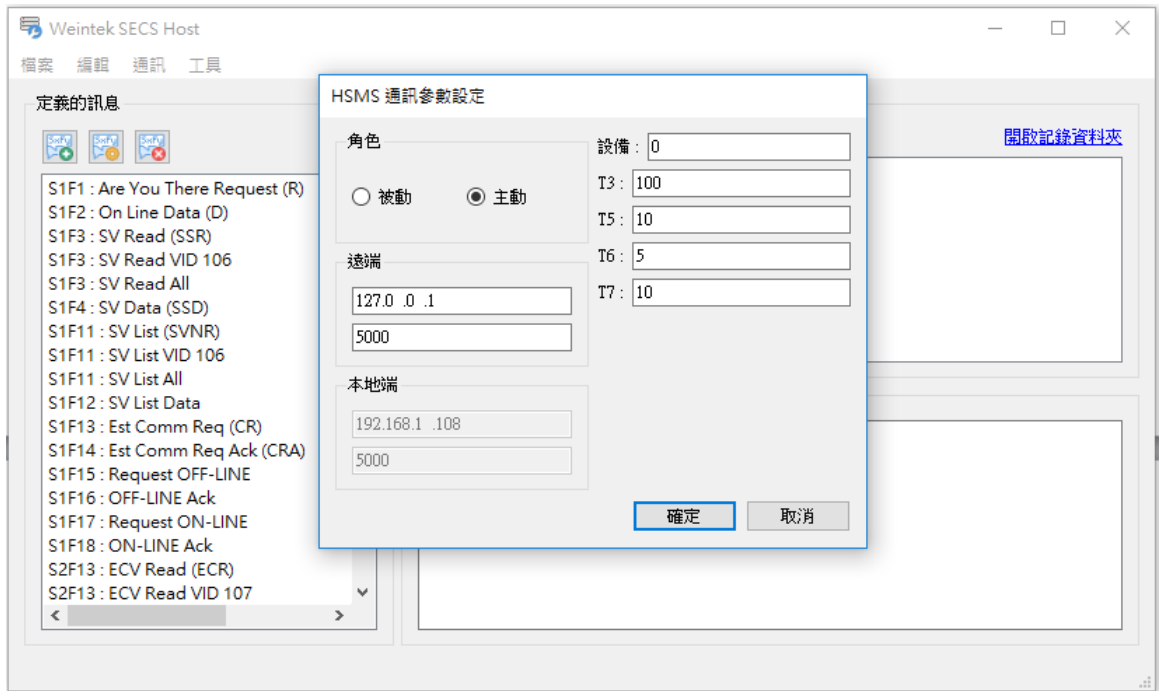 Weintek SECS Host
檔案 編輯 通訊 工具
定義的訊息
開啟記錄資料夾
SxFy SxFy SxFy
S1F1 : Are You There Request (R)
S1F2 : On Line Data (D)
S1F3 : SV Read (SSR)
S1F3 : SV Read VID 106
S1F3 : SV Read All
S1F4 : SV Data (SSD)
S1F11 : SV List (SVNR)
S1F11 : SV List VID 106
S1F11 : SV List All
S1F12 : SV List Data
S1F13 : Est Comm Req (CR)
S1F14 : Est Comm Req Ack (CRA)
S1F15 : Request OFF-LINE
S1F16 : OFF-LINE Ack
S1F17 : Request ON-LINE
S1F18 : ON-LINE Ack
S2F13 : ECV Read (ECR)
S2F13 : ECV Read VID 107
HSMS 通訊參數設定
角色
被動 主動
遠端
127.0 .0 .1
5000
本地端
192.168.1 .108
5000
設備 : 0
T3 : 100
T5 : 10
T6 : 5
T7 : 10
確定 取消